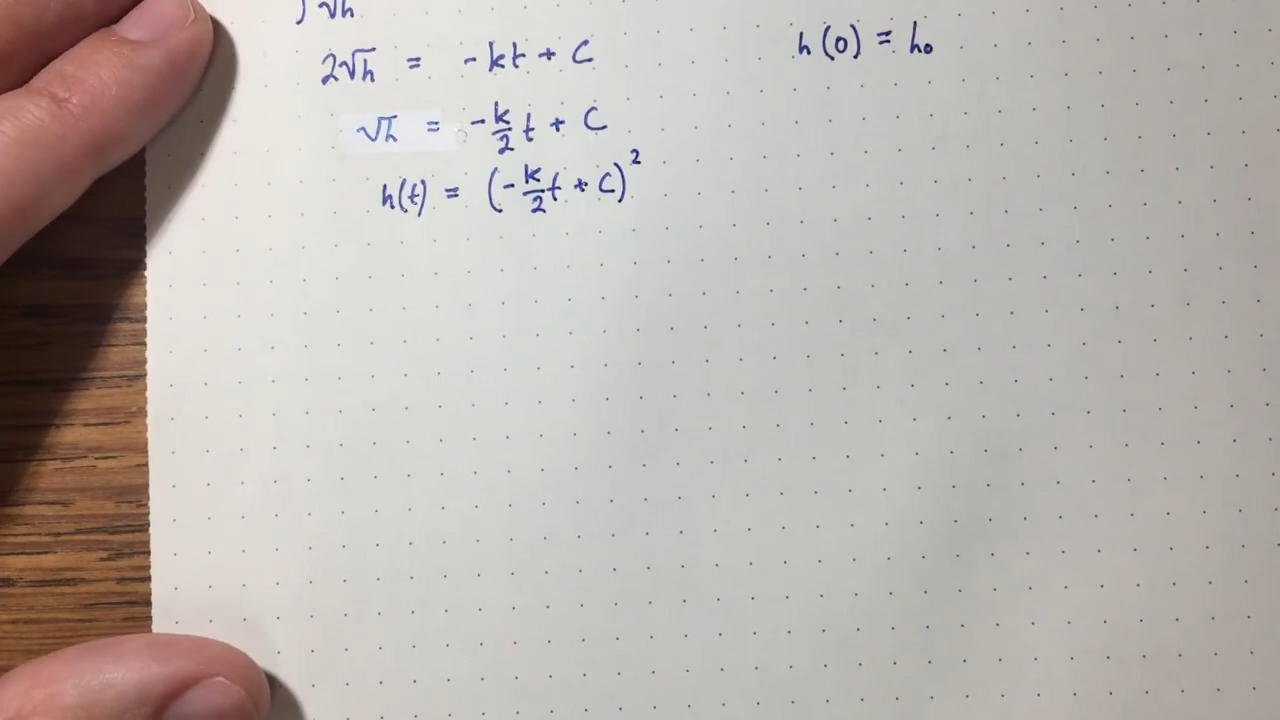 ∫ √h
2√h = -kt + C
h(0) = h₀
√h = -k/2 t + C
h(t) = (-k/2 t + C)²